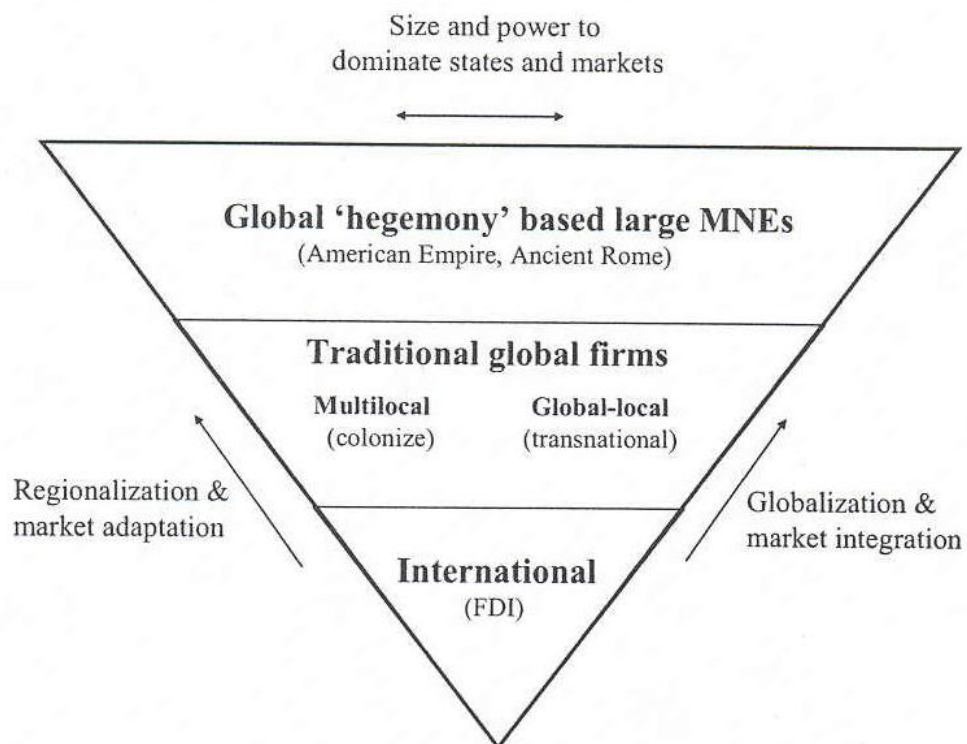 Size and power to
dominate states and markets
Global ‘hegemony’ based large MNEs
(American Empire, Ancient Rome)
Traditional global firms
Multilocal
(colonize)
Global-local
(transnational)
Regionalization &
market adaptation
Globalization &
market integration
International
(FDI)